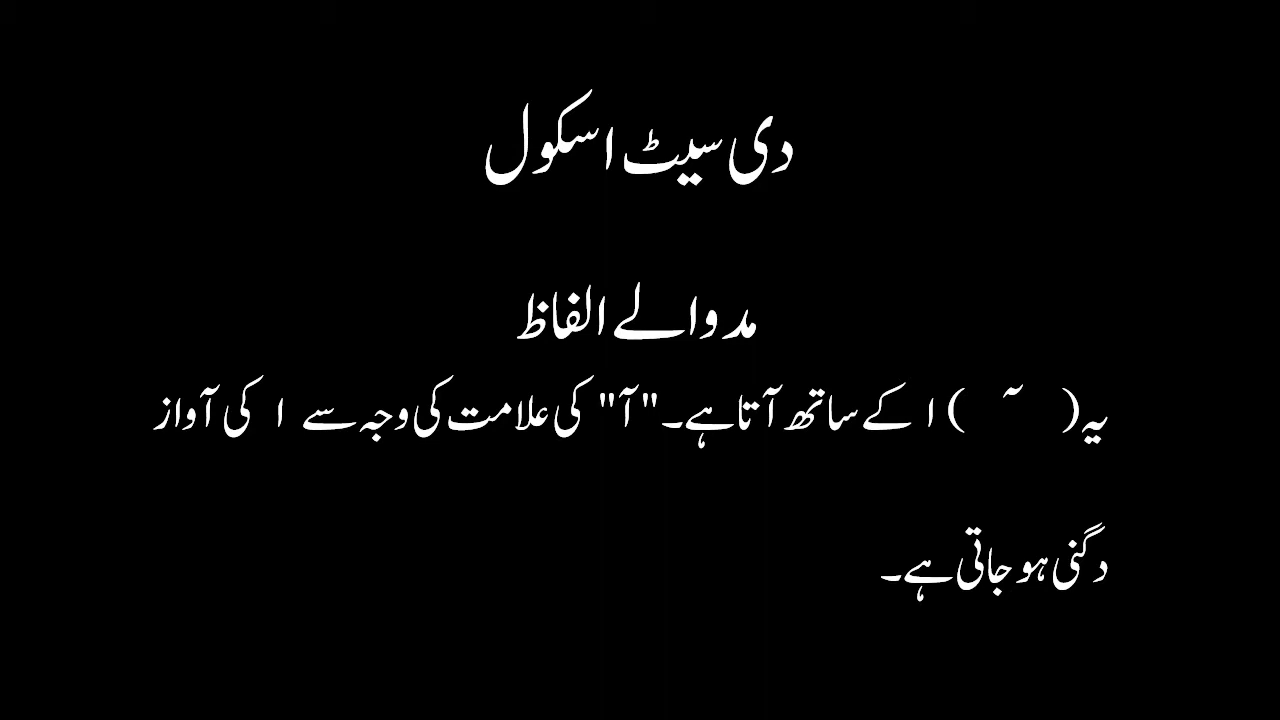 دی سیٹ اسکول
مد والے الفاظ
یہ ( ٓ ) ا کے ساتھ آتا ہے۔ "آ" کی علامت کی وجہ سے ا کی آواز
دگنی ہو جاتی ہے۔